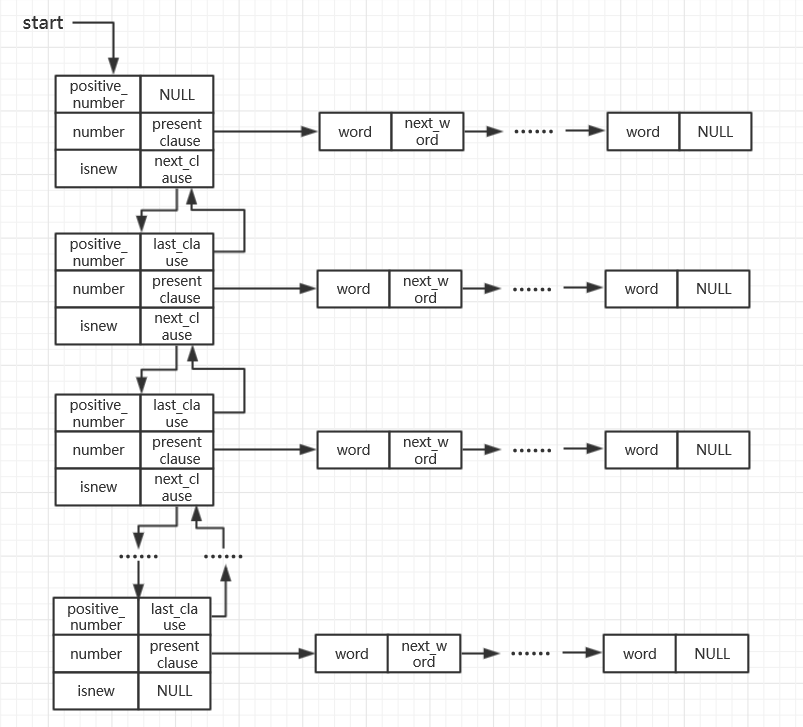 start
positive_
number
NULL
number
present
clause
word
next_w
ord
······
word
NULL
isnew
next_cl
ause
positive_
number
last_cla
use
number
present
clause
word
next_w
ord
······
word
NULL
isnew
next_cl
ause
positive_
number
last_cla
use
number
present
clause
word
next_w
ord
······
word
NULL
isnew
next_cl
ause
······
······
positive_
number
last_cla
use
number
present
clause
word
next_w
ord
······
word
NULL
isnew
NULL